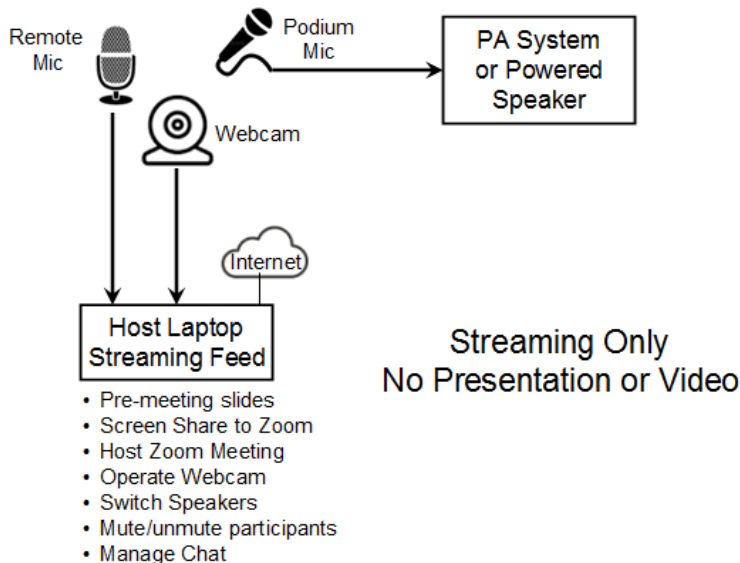 Remote
Mic
Podium
Mic
PA System
or Powered
Speaker
Webcam
Internet
Host Laptop
Streaming Feed
Streaming Only
No Presentation or Video
• Pre-meeting slides
• Screen Share to Zoom
• Host Zoom Meeting
• Operate Webcam
• Switch Speakers
• Mute/unmute participants
• Manage Chat